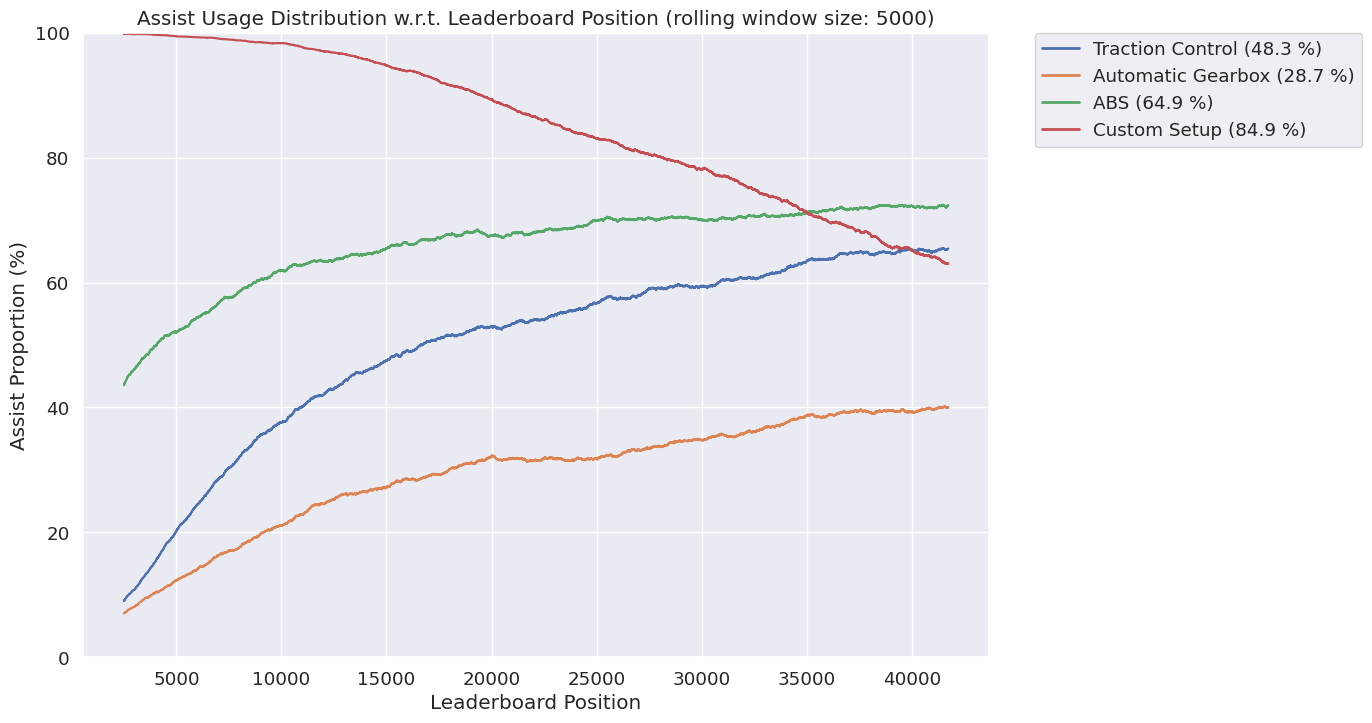 Assist Usage Distribution w.r.t. Leaderboard Position (rolling window size: 5000)
Traction Control (48.3 %)
Automatic Gearbox (28.7 %)
ABS (64.9 %)
Custom Setup (84.9 %)
Assist Proportion (%)
100
80
60
40
20
0
5000 10000 15000 20000 25000 30000 35000 40000
Leaderboard Position